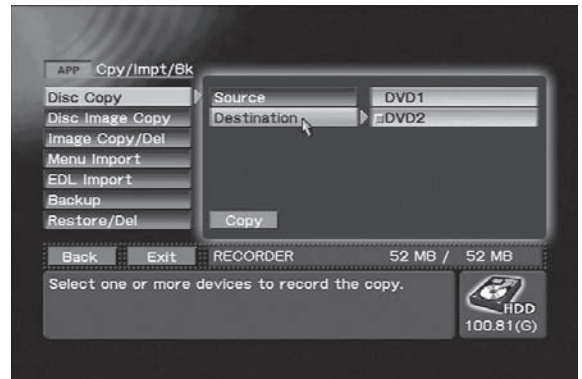 APP Cpy/Impt/Bk
Disc Copy
Disc Image Copy
Image Copy/Del
Menu Import
EDL Import
Backup
Restore/Del
Source DVD1
Destination DVD2
Copy
Back Exit RECORDER 52 MB / 52 MB
Select one or more devices to record the copy.
HDD
100.81(G)